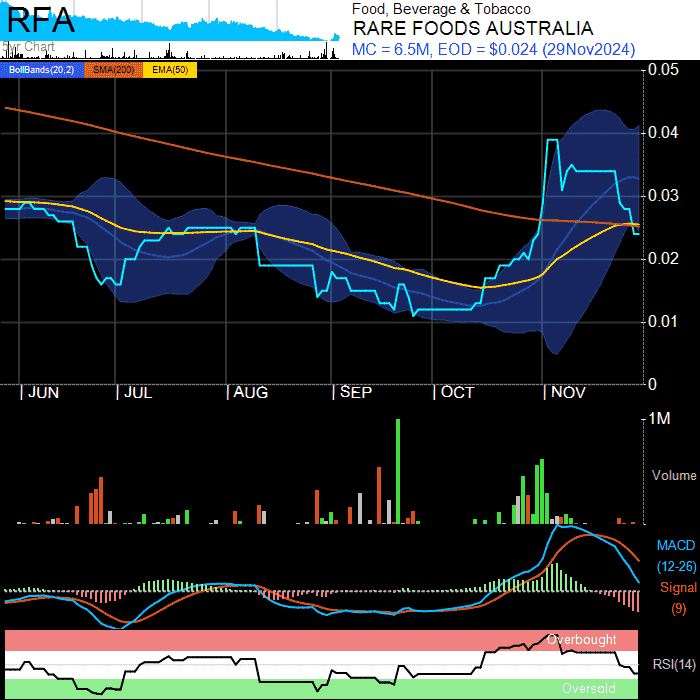 RFA
5yr Chart
Food, Beverage & Tobacco
RARE FOODS AUSTRALIA
MC = 6.5M, EOD = $0.024 (29Nov2024)
BollBands(20,2) SMA(200) EMA(50)
0.05
0.04
0.03
0.02
0.01
0
JUN JUL AUG SEP OCT NOV
1M
Volume
MACD
(12-26)
Signal
(9)
Overbought
RSI(14)
Oversold